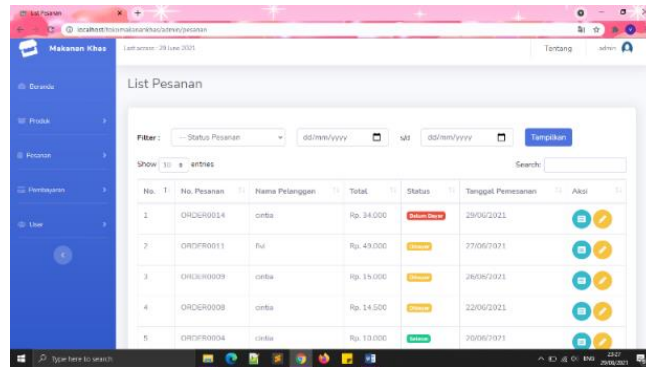 List Pesanan
localhost/tokomakanankhas/admin/pesanan
Makanan Khas
Last access : 29 June 2021
Tentang
admin
Beranda
List Pesanan
Produk
Filter :
-- Status Pesanan
dd/mm/yyyy
s/d
dd/mm/yyyy
Tampilkan
Pesanan
Show 10 entries
Search:
Pembayaran
No.
No. Pesanan
Nama Pelanggan
Total
Status
Tanggal Pemesanan
Aksi
User
1 ORDER0014 cintia Rp. 34.000 Belum Bayar 29/06/2021
2 ORDER0011 Rp. 49.000 27/06/2021
3 ORDER0009 cintia Rp. 15.000 26/06/2021
4 ORDER0008 cintia Rp. 14.500 22/06/2021
5 ORDER0004 cintia Rp. 10.000 Selesai 20/06/2021
Type here to search
ENG
23:27
29/06/2021